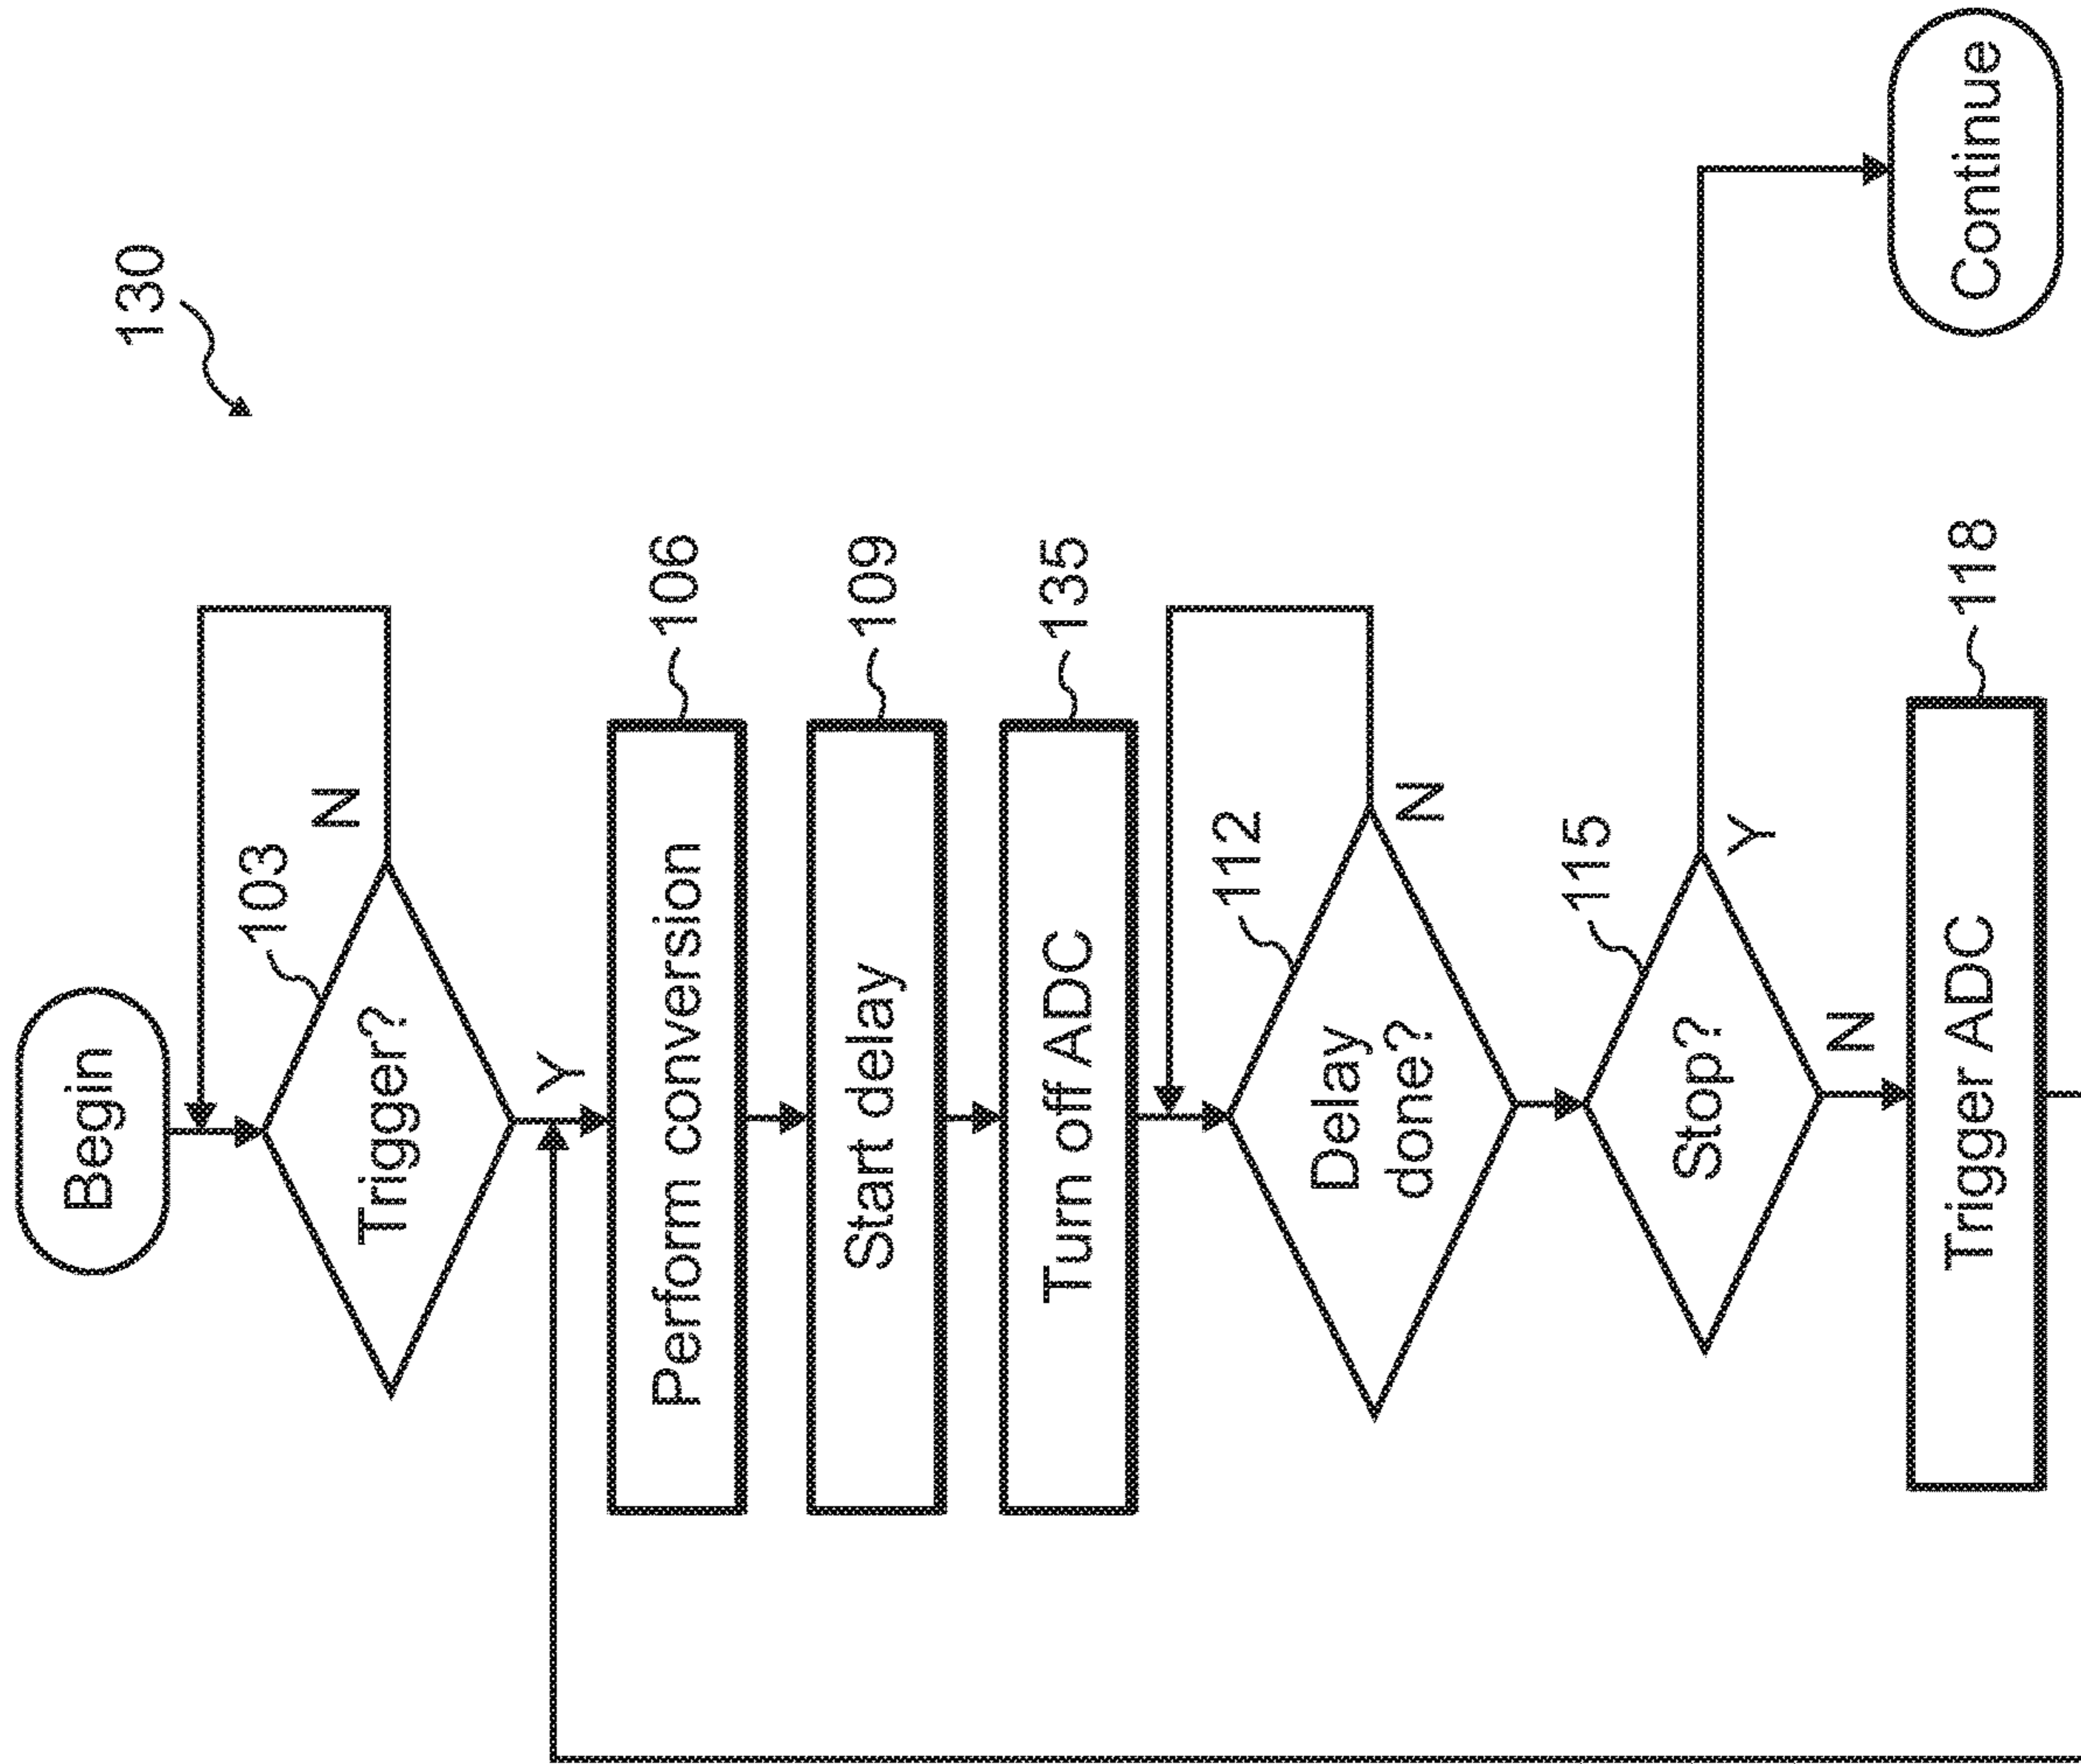 130
Begin
103
Trigger?
N
Y
Perform conversion
106
Start delay
109
Turn off ADC
135
112
Delay
done?
N
115
Stop?
Y
N
Trigger ADC
118
Continue